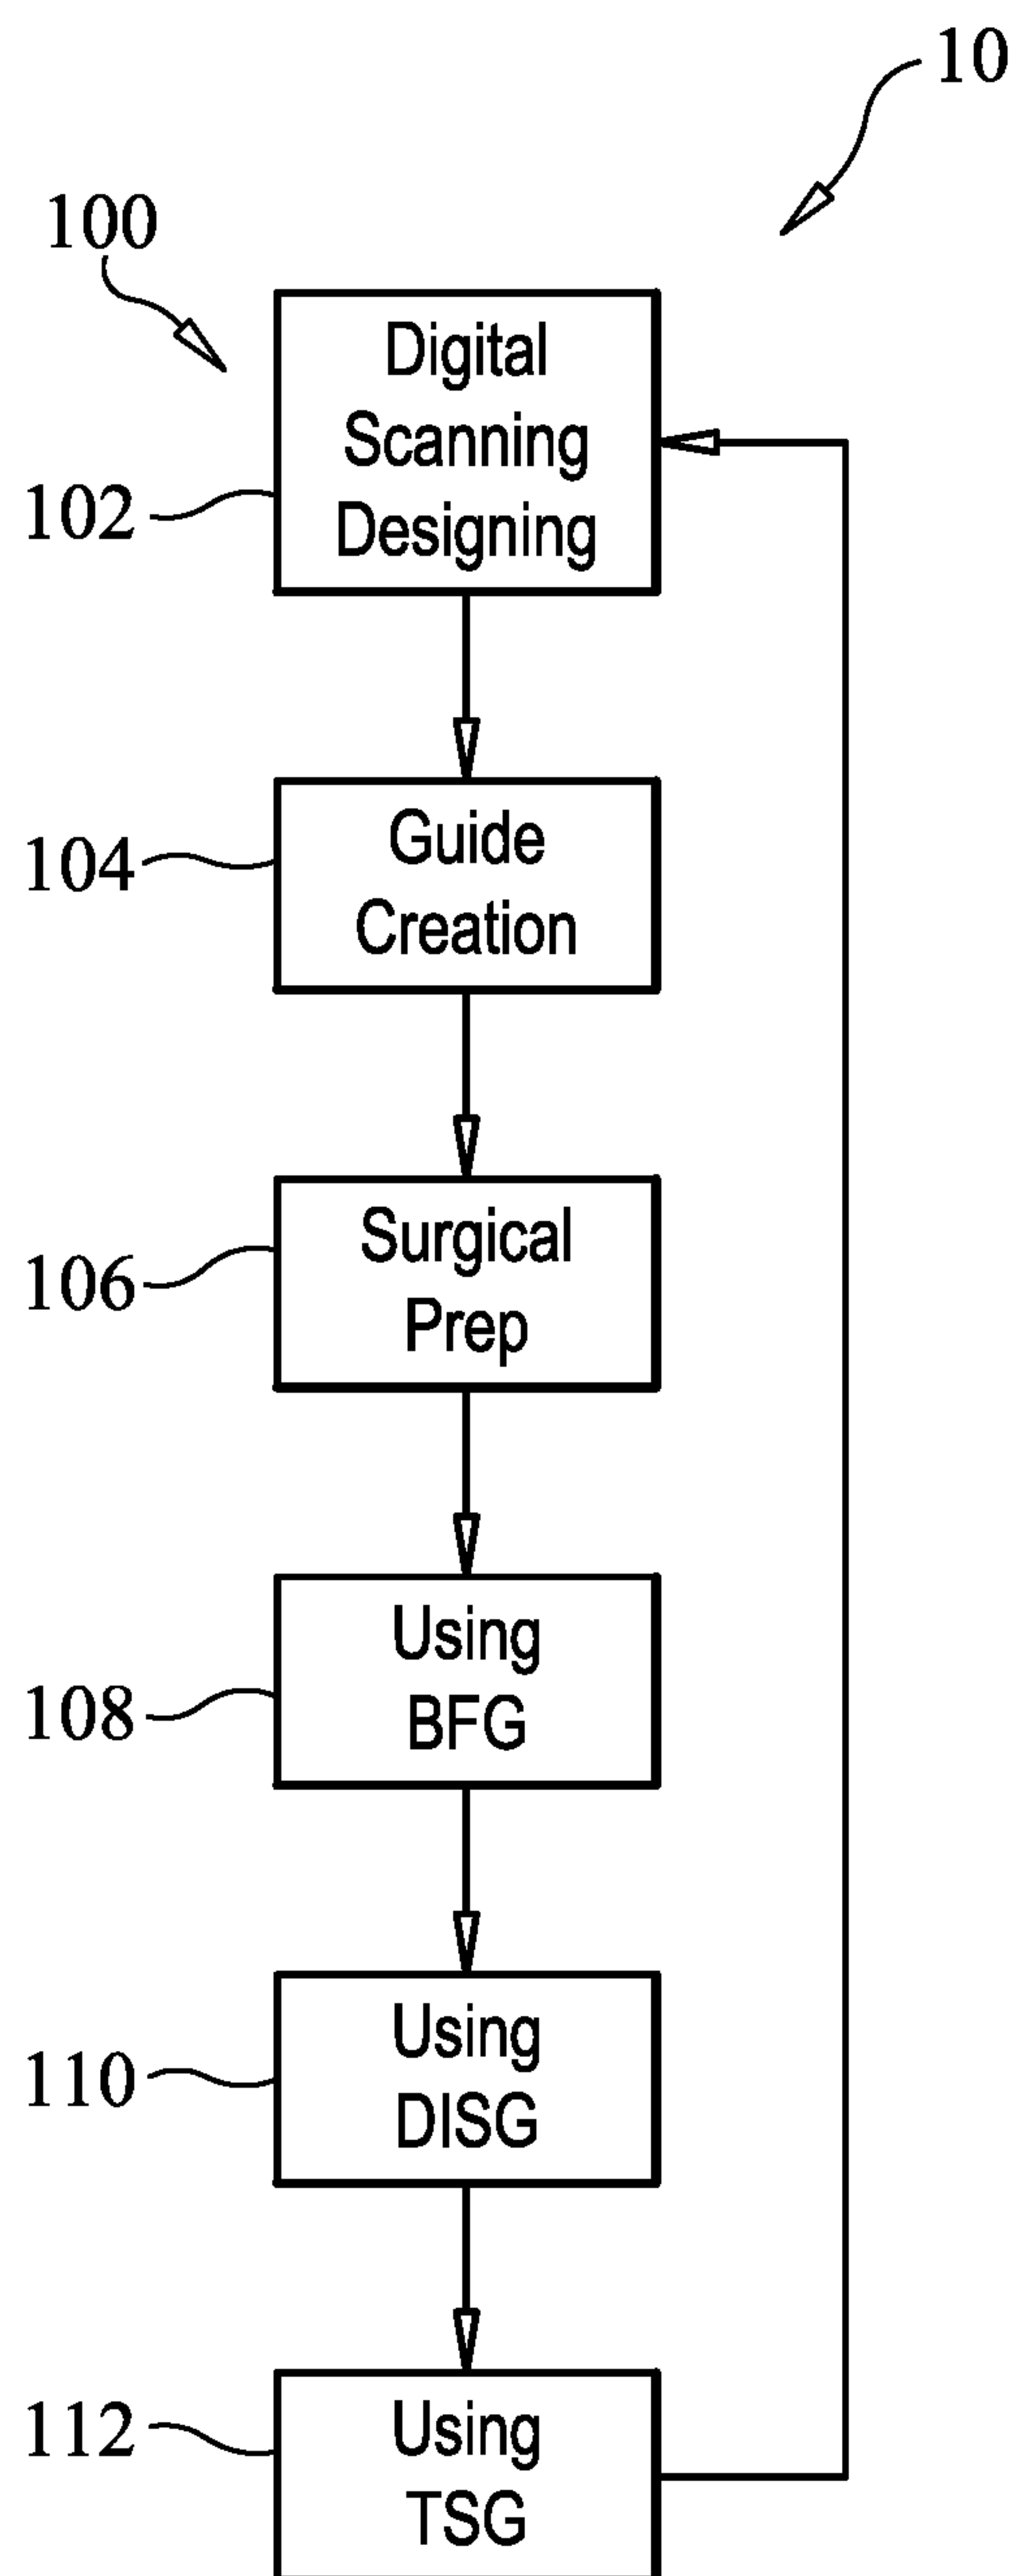 10
100
Digital
Scanning
Designing
102
Guide
Creation
104
Surgical
Prep
106
Using
BFG
108
Using
DISG
110
Using
TSG
112